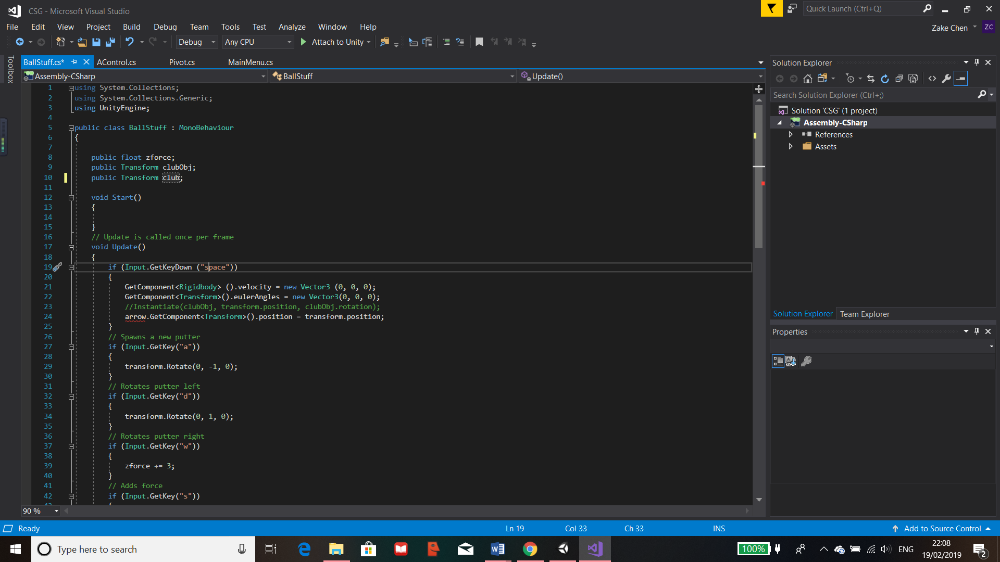 CSG - Microsoft Visual Studio
Quick Launch (Ctrl+Q)
File Edit View Project Build Debug Team Tools Test Analyze Window Help
Zake Chen ZC
Debug Any CPU Attach to Unity
Toolbox
BallStuff.cs* AControl.cs Pivot.cs MainMenu.cs
Assembly-CSharp BallStuff Update()
1 using System.Collections;
2 using System.Collections.Generic;
3 using UnityEngine;
4
5 public class BallStuff : MonoBehaviour
6 {
7
8 public float zforce;
9 public Transform clubObj;
10 public Transform club;
11
12 void Start()
13 {
14
15 }
16 // Update is called once per frame
17 void Update()
18 {
19 if (Input.GetKeyDown ("space"))
20 {
21 GetComponent<Rigidbody> ().velocity = new Vector3 (0, 0, 0);
22 GetComponent<Transform>().eulerAngles = new Vector3(0, 0, 0);
23 //Instantiate(clubObj, transform.position, clubObj.rotation);
24 arrow.GetComponent<Transform>().position = transform.position;
25 }
26 // Spawns a new putter
27 if (Input.GetKey("a"))
28 {
29 transform.Rotate(0, -1, 0);
30 }
31 // Rotates putter left
32 if (Input.GetKey("d"))
33 {
34 transform.Rotate(0, 1, 0);
35 }
36 // Rotates putter right
37 if (Input.GetKey("w"))
38 {
39 zforce += 3;
40 }
41 // Adds force
42 if (Input.GetKey("s"))
90 %
Solution Explorer
Search Solution Explorer (Ctrl+;)
Solution 'CSG' (1 project)
Assembly-CSharp
References
Assets
Solution Explorer Team Explorer
Properties
Ready Ln 19 Col 33 Ch 33 INS Add to Source Control
Type here to search
100% ENG
22:08
19/02/2019
2